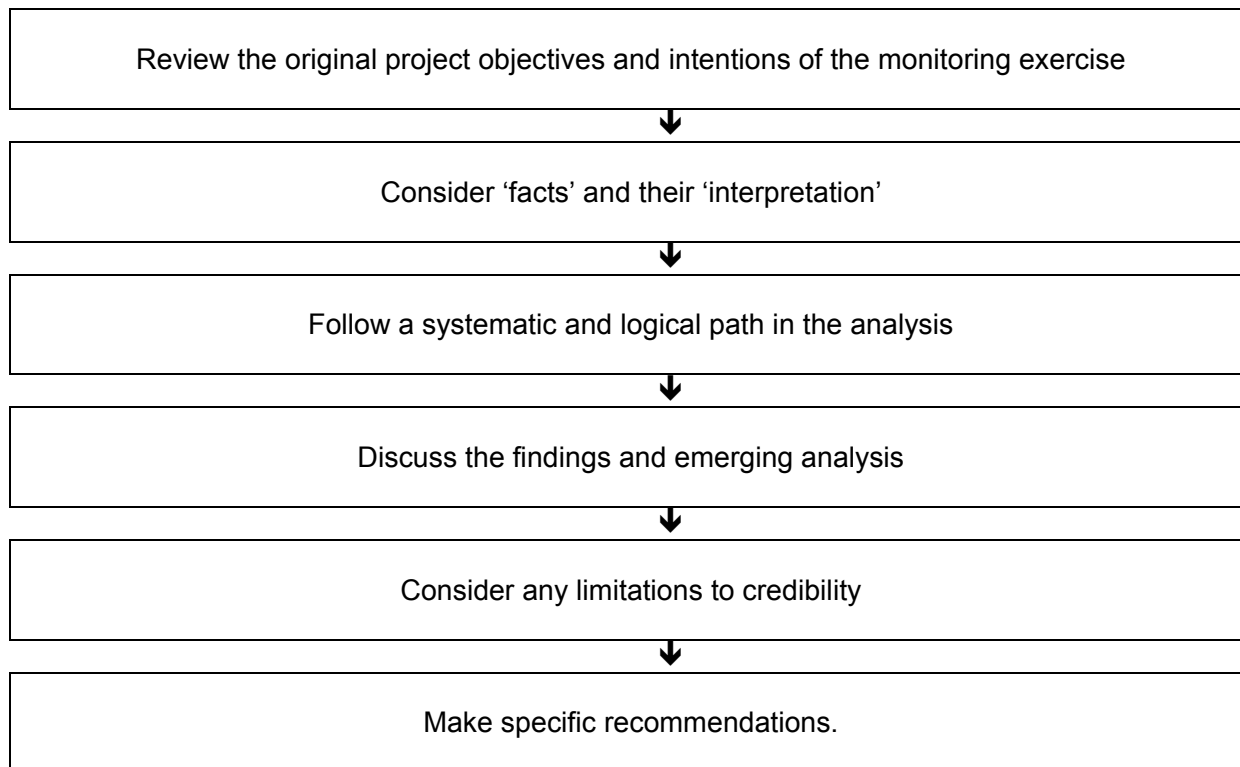 Review the original project objectives and intentions of the monitoring exercise
Consider ‘facts’ and their ‘interpretation’
Follow a systematic and logical path in the analysis
Discuss the findings and emerging analysis
Consider any limitations to credibility
Make specific recommendations.